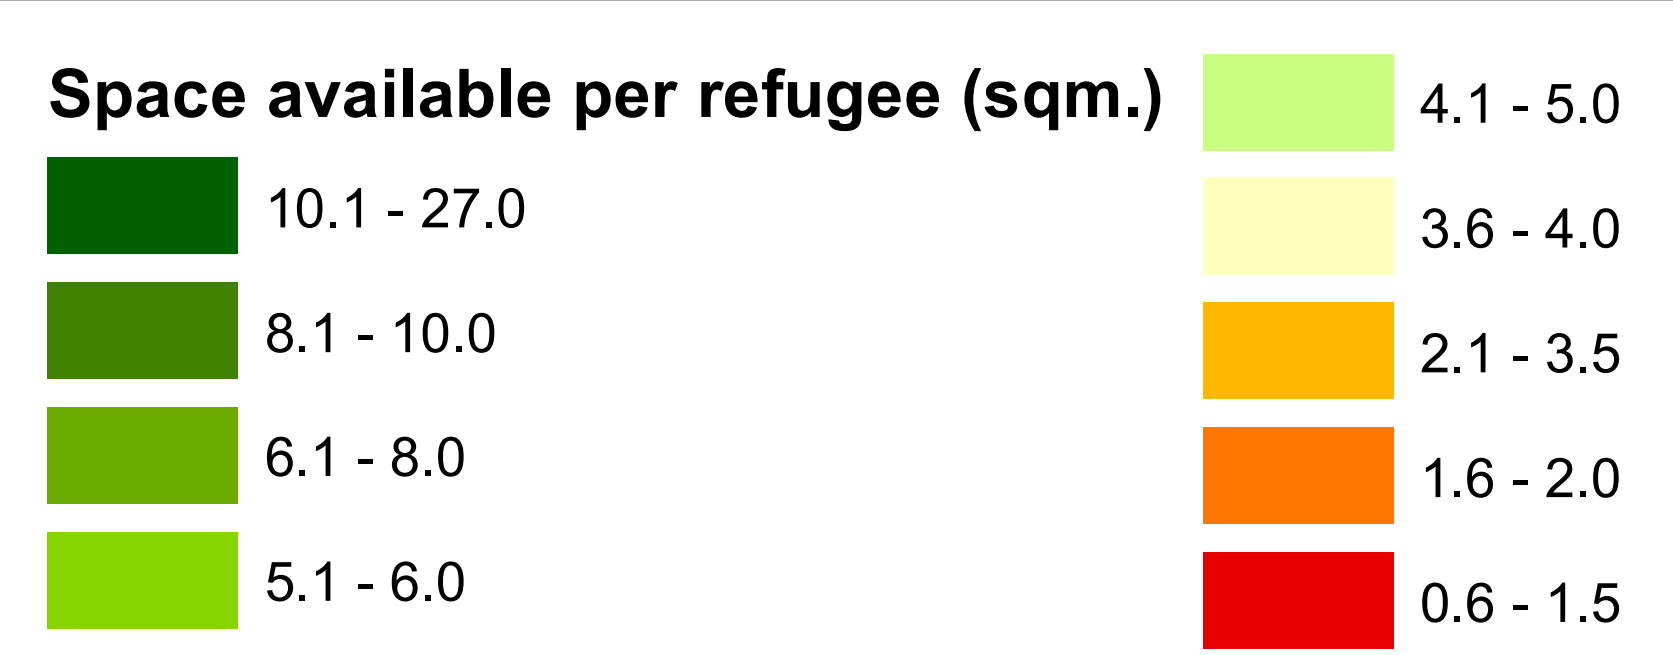 Space available per refugee (sqm.)
10.1 - 27.0
8.1 - 10.0
6.1 - 8.0
5.1 - 6.0
4.1 - 5.0
3.6 - 4.0
2.1 - 3.5
1.6 - 2.0
0.6 - 1.5